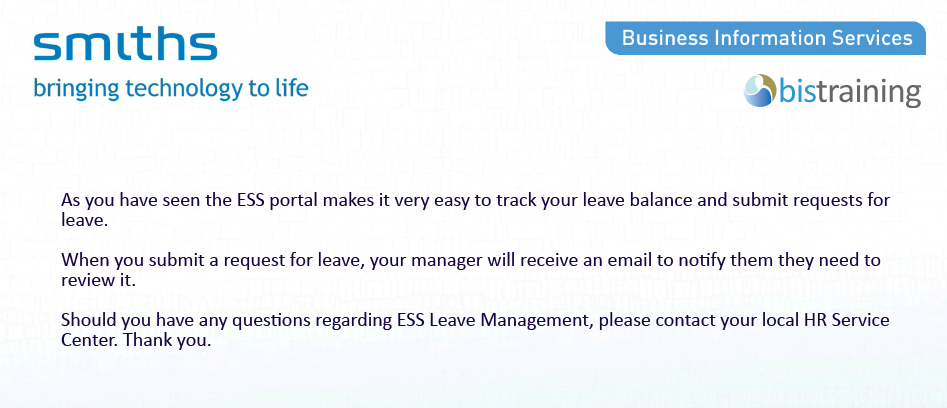 smiths
bringing technology to life
Business Information Services
bistraining
As you have seen the ESS portal makes it very easy to track your leave balance and submit requests for
leave.
When you submit a request for leave, your manager will receive an email to notify them they need to
review it.
Should you have any questions regarding ESS Leave Management, please contact your local HR Service
Center. Thank you.